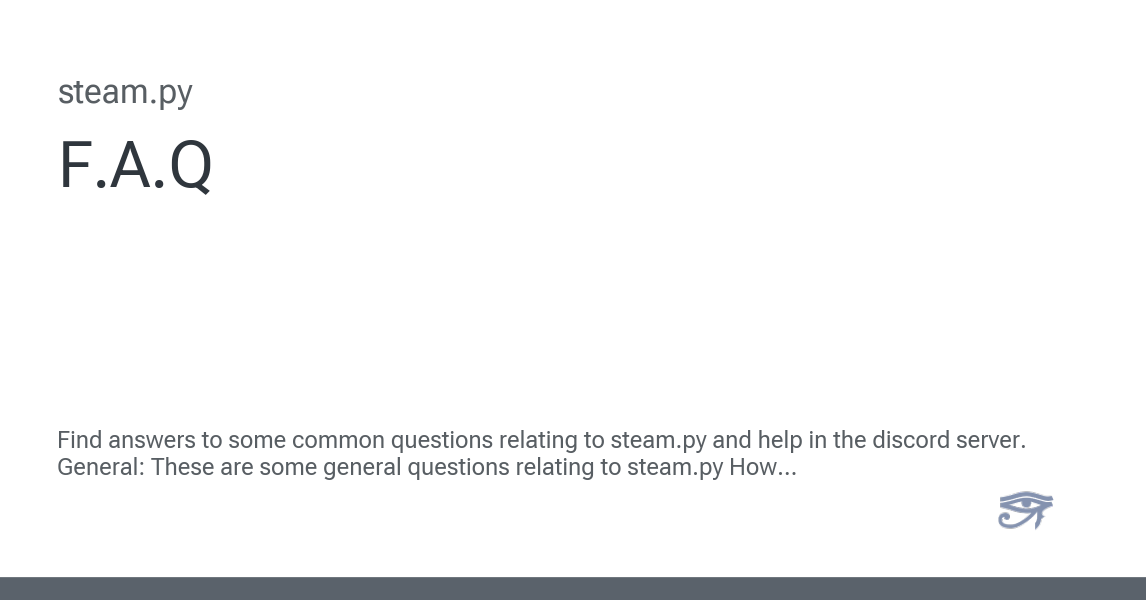 steam.py
F.A.Q
Find answers to some common questions relating to steam.py and help in the discord server.
General: These are some general questions relating to steam.py How...